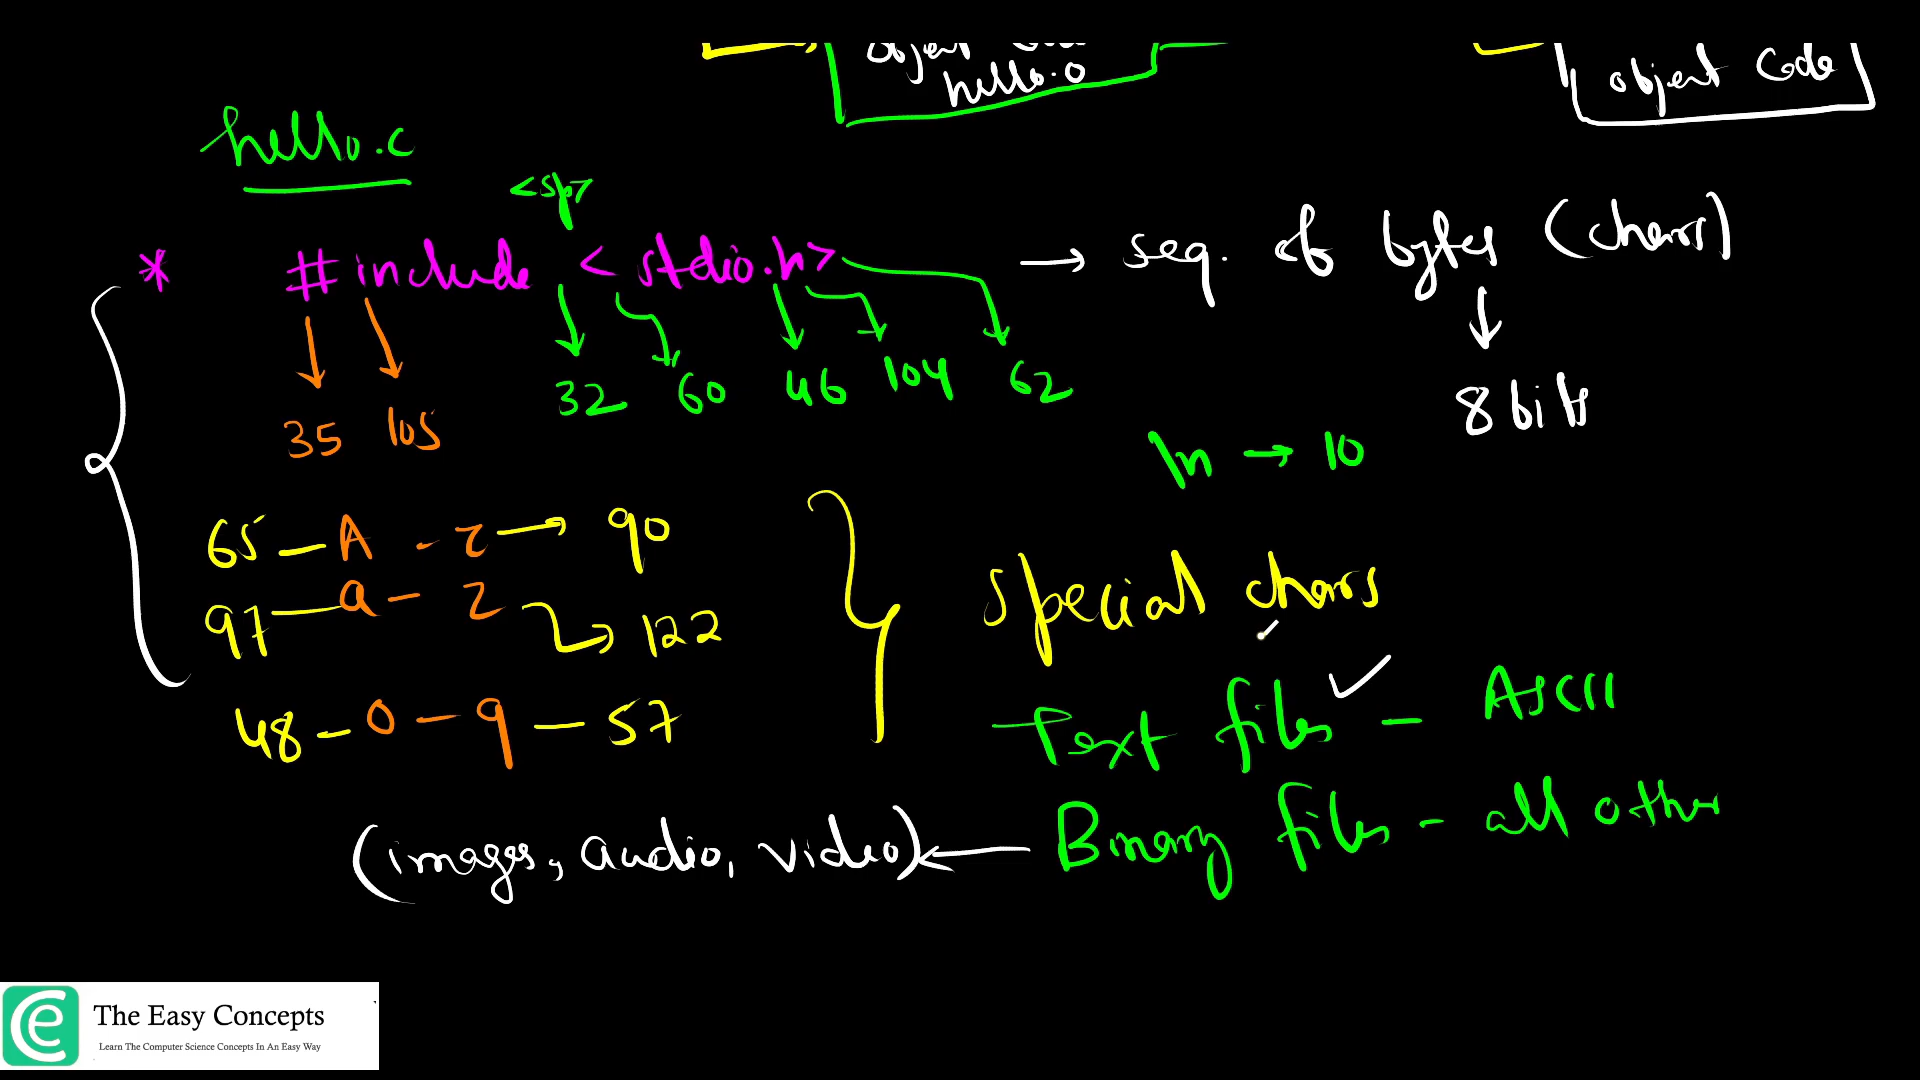 object code
hello.o
object code
hello.c
<sp>
* #include <stdio.h> → seq. of bytes (chars)
32 60 46 104 62
8 bits
35 105
\n → 10
65 — A - Z → 90
97 — a - z → 122
special chars
48 - 0 - 9 - 57
Text files ✓ - ASCII
Binary files - all other
(images, audio, video) ←
The Easy Concepts
Learn The Computer Science Concepts In An Easy Way